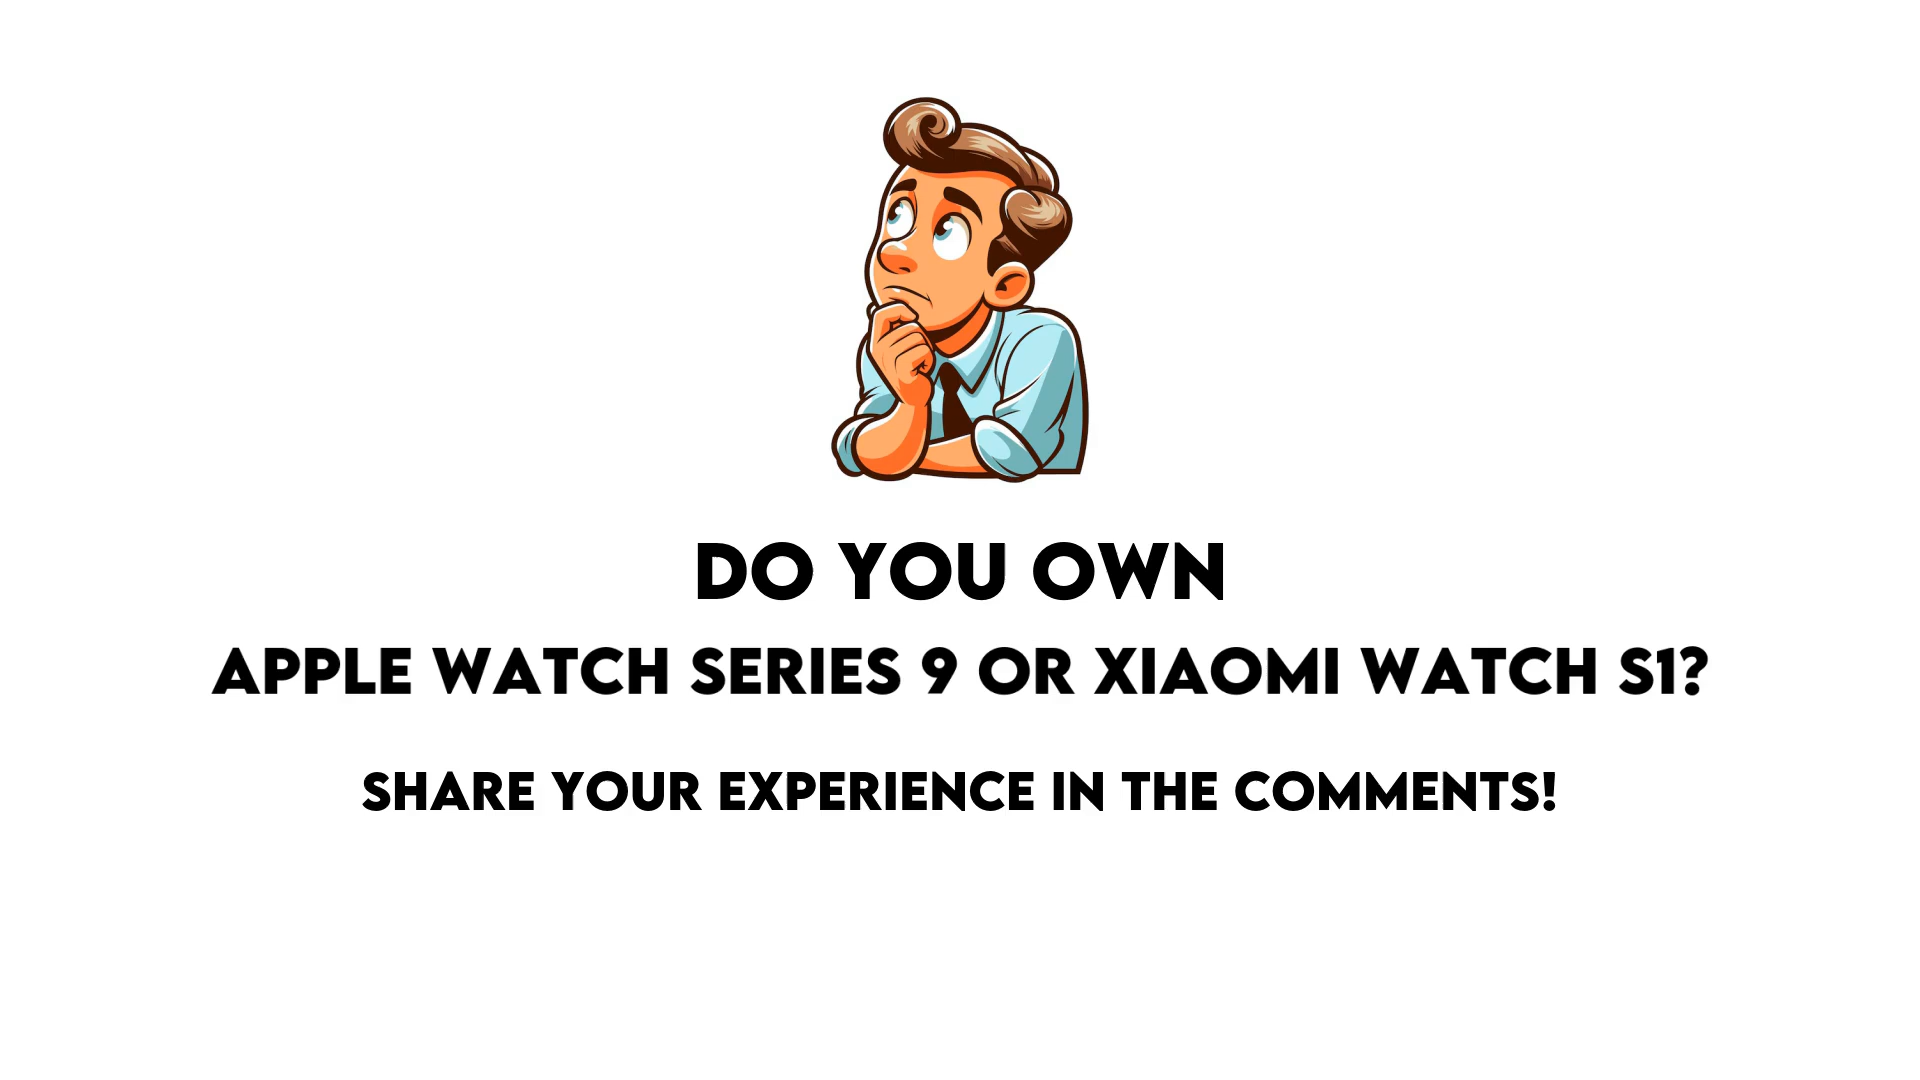 DO YOU OWN
APPLE WATCH SERIES 9 OR XIAOMI WATCH S1?
SHARE YOUR EXPERIENCE IN THE COMMENTS!